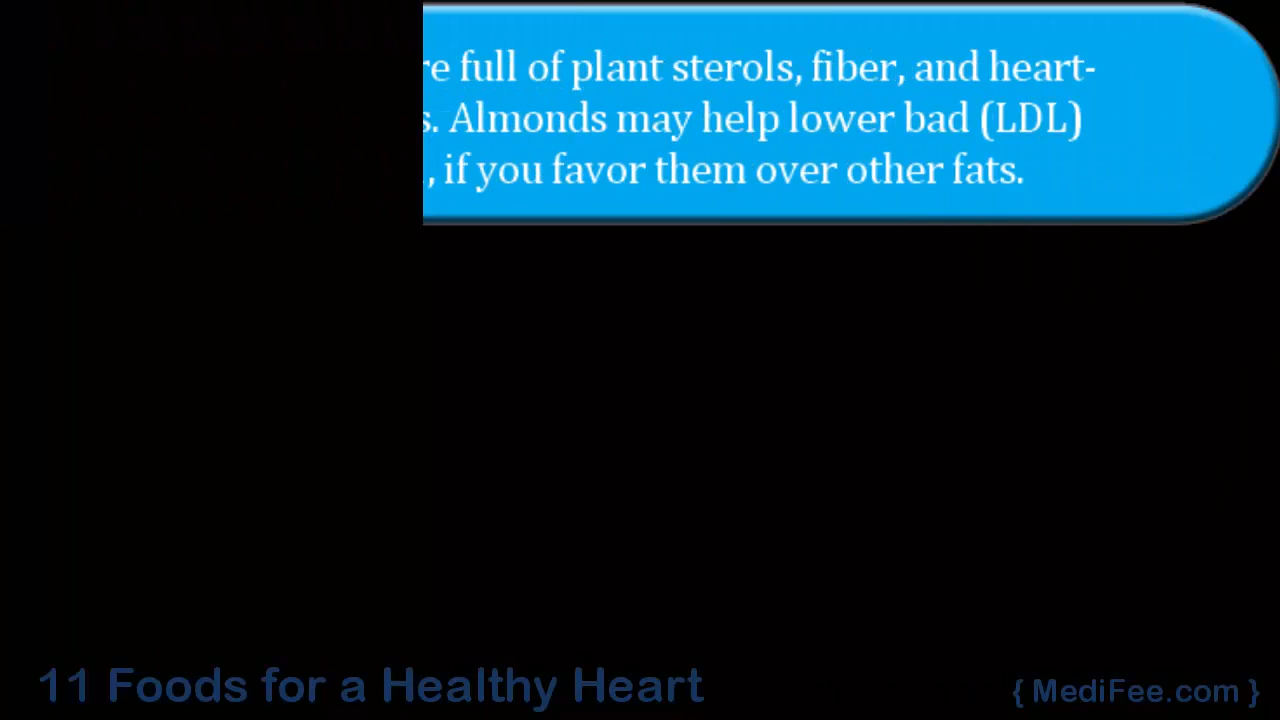 full of plant sterols, fiber, and heart-
Almonds may help lower bad (LDL)
, if you favor them over other fats.
11 Foods for a Healthy Heart
{ MediFee.com }